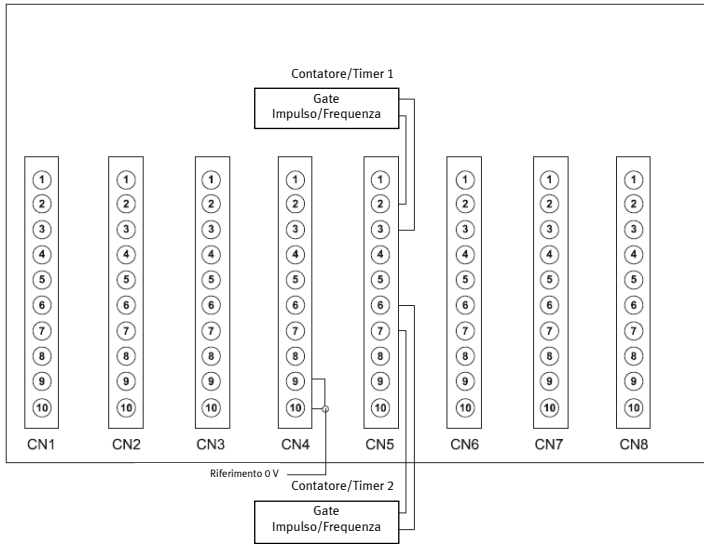 Contatore/Timer 1
Gate
Impulso/Frequenza
1 1 1 1 1 1 1 1
2 2 2 2 2 2 2 2
3 3 3 3 3 3 3 3
4 4 4 4 4 4 4 4
5 5 5 5 5 5 5 5
6 6 6 6 6 6 6 6
7 7 7 7 7 7 7 7
8 8 8 8 8 8 8 8
9 9 9 9 9 9 9 9
10 10 10 10 10 10 10 10
CN1 CN2 CN3 CN4 CN5 CN6 CN7 CN8
Riferimento 0 V
Contatore/Timer 2
Gate
Impulso/Frequenza